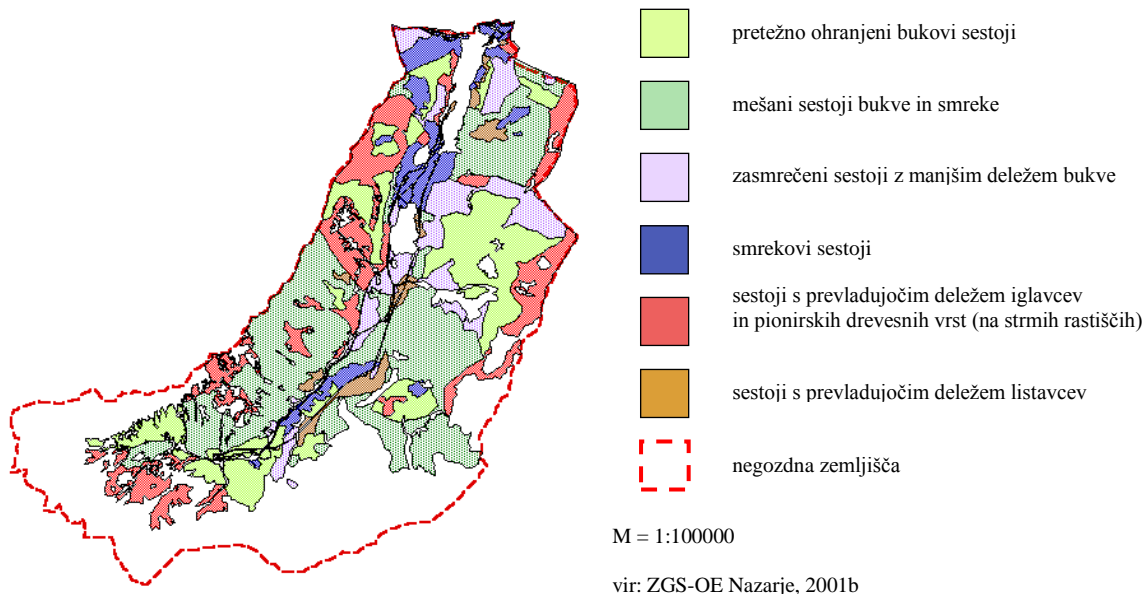 pretežno ohranjeni bukovi sestoji
mešani sestoji bukve in smreke
zasmrečeni sestoji z manjšim deležem bukve
smrekovi sestoji
sestoji s prevladujočim deležem iglavcev
in pionirskih drevesnih vrst (na strmih rastiščih)
sestoji s prevladujočim deležem listavcev
negozdna zemljišča
M = 1:100000
vir: ZGS-OE Nazarje, 2001b